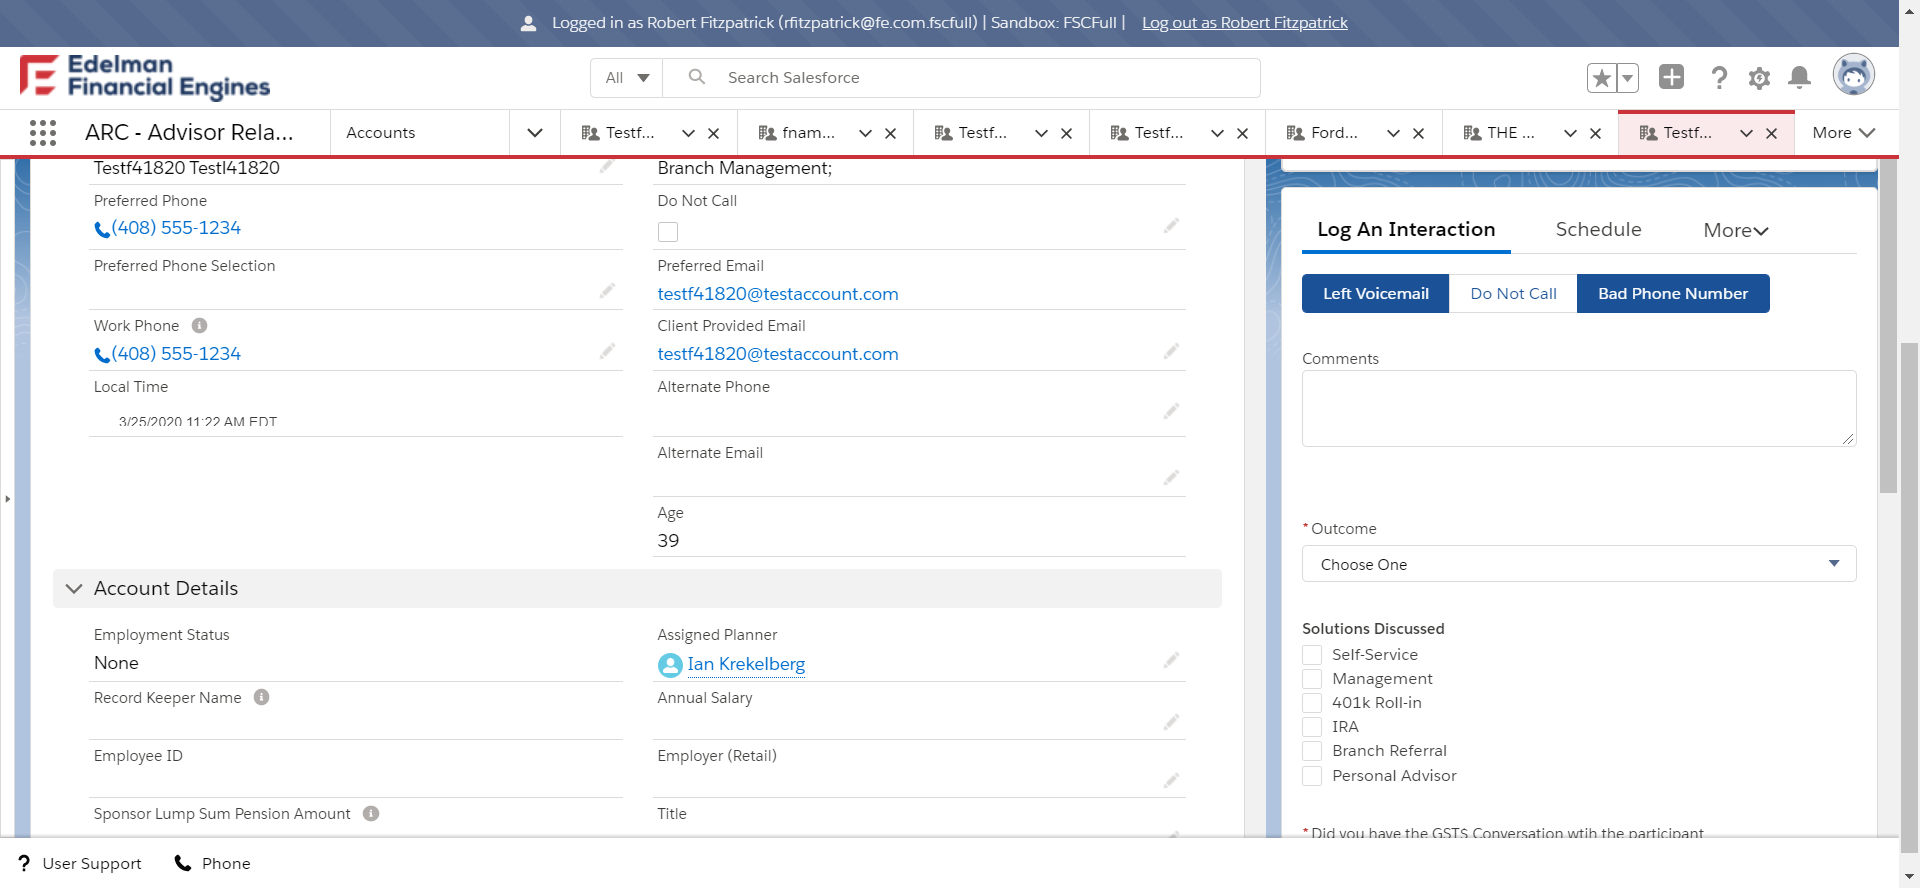 Logged in as Robert Fitzpatrick (rfitzpatrick@fe.com.fscfull) | Sandbox: FSCFull | Log out as Robert Fitzpatrick
Edelman
Financial Engines
All
Search Salesforce
ARC - Advisor Rela...
Accounts
Testf...
fnam...
Testf...
Testf...
Ford...
THE ...
Testf...
More
Testf41820 Testl41820
Branch Management;
Preferred Phone
(408) 555-1234
Do Not Call
Preferred Phone Selection
Preferred Email
testf41820@testaccount.com
Work Phone
(408) 555-1234
Client Provided Email
testf41820@testaccount.com
Local Time
3/25/2020 11:22 AM EDT
Alternate Phone
Alternate Email
Age
39
Account Details
Employment Status
None
Assigned Planner
Ian Krekelberg
Record Keeper Name
Annual Salary
Employee ID
Employer (Retail)
Sponsor Lump Sum Pension Amount
Title
Log An Interaction
Schedule
More
Left Voicemail
Do Not Call
Bad Phone Number
Comments
* Outcome
Choose One
Solutions Discussed
Self-Service
Management
401k Roll-in
IRA
Branch Referral
Personal Advisor
* Did you have the GSTS Conversation wtih the participant
? User Support
Phone